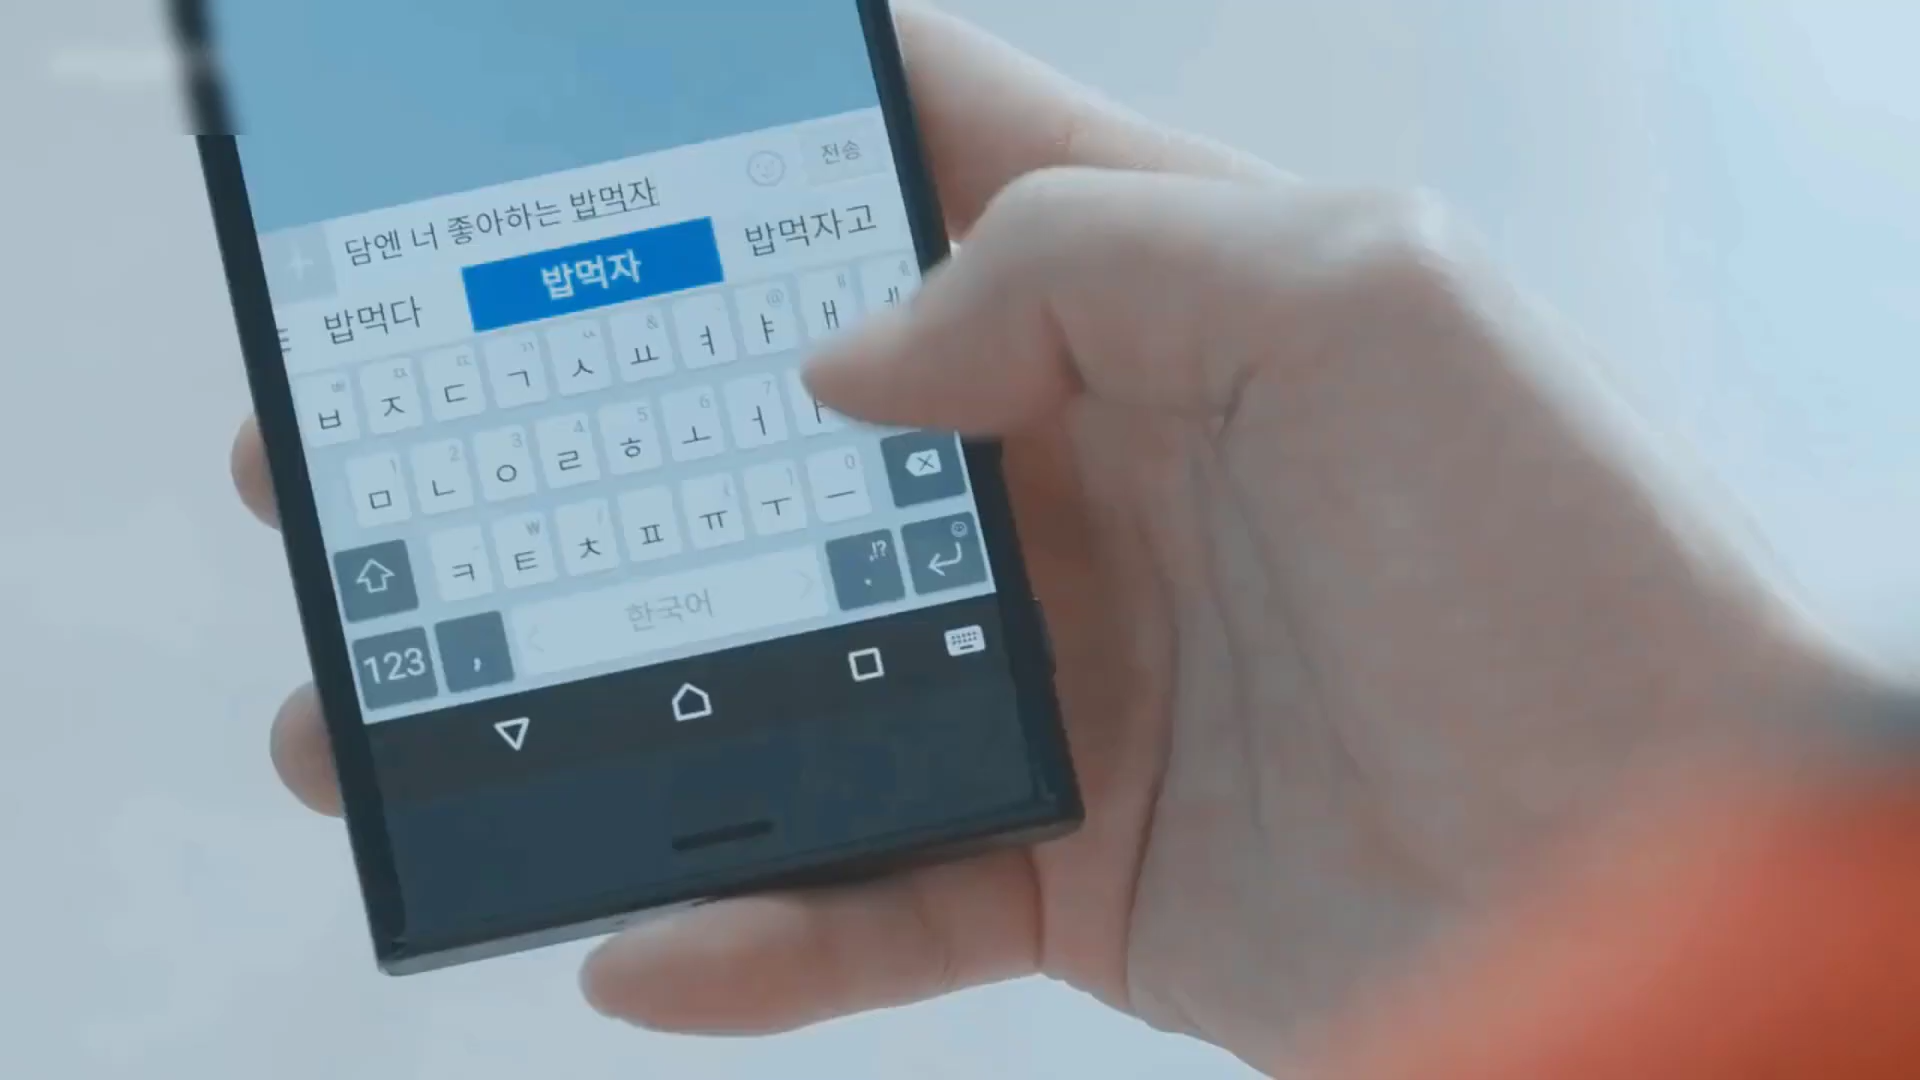 전송
담엔 너 좋아하는 밥먹자
밥먹다 밥먹자 밥먹자고
ㅂ ㅈ ㄷ ㄱ ㅅ ㅛ ㅕ ㅑ ㅐ ㅔ
ㅁ ㄴ ㅇ ㄹ ㅎ ㅗ ㅓ ㅏ
ㅋ ㅌ ㅊ ㅍ ㅠ ㅜ ㅡ
123 , 한국어 . ,!?